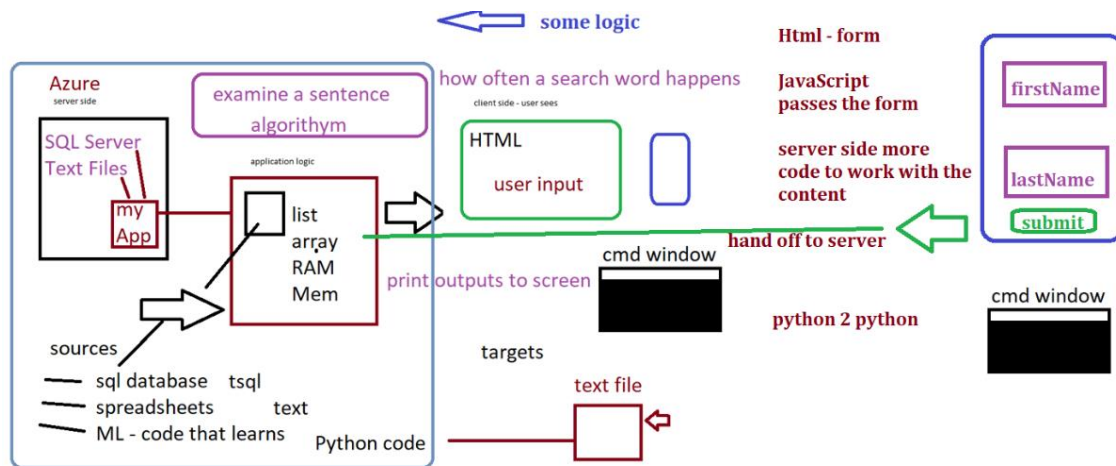 some logic
Azure
server side
SQL Server
Text Files
my
App
examine a sentence
algorithym
application logic
list
array
RAM
Mem
sources
sql database tsql
spreadsheets text
ML - code that learns
Python code
how often a search word happens
client side - user sees
HTML
user input
print outputs to screen
cmd window
targets
text file
Html - form
JavaScript
passes the form
server side more
code to work with the
content
hand off to server
python 2 python
firstName
lastName
submit
cmd window